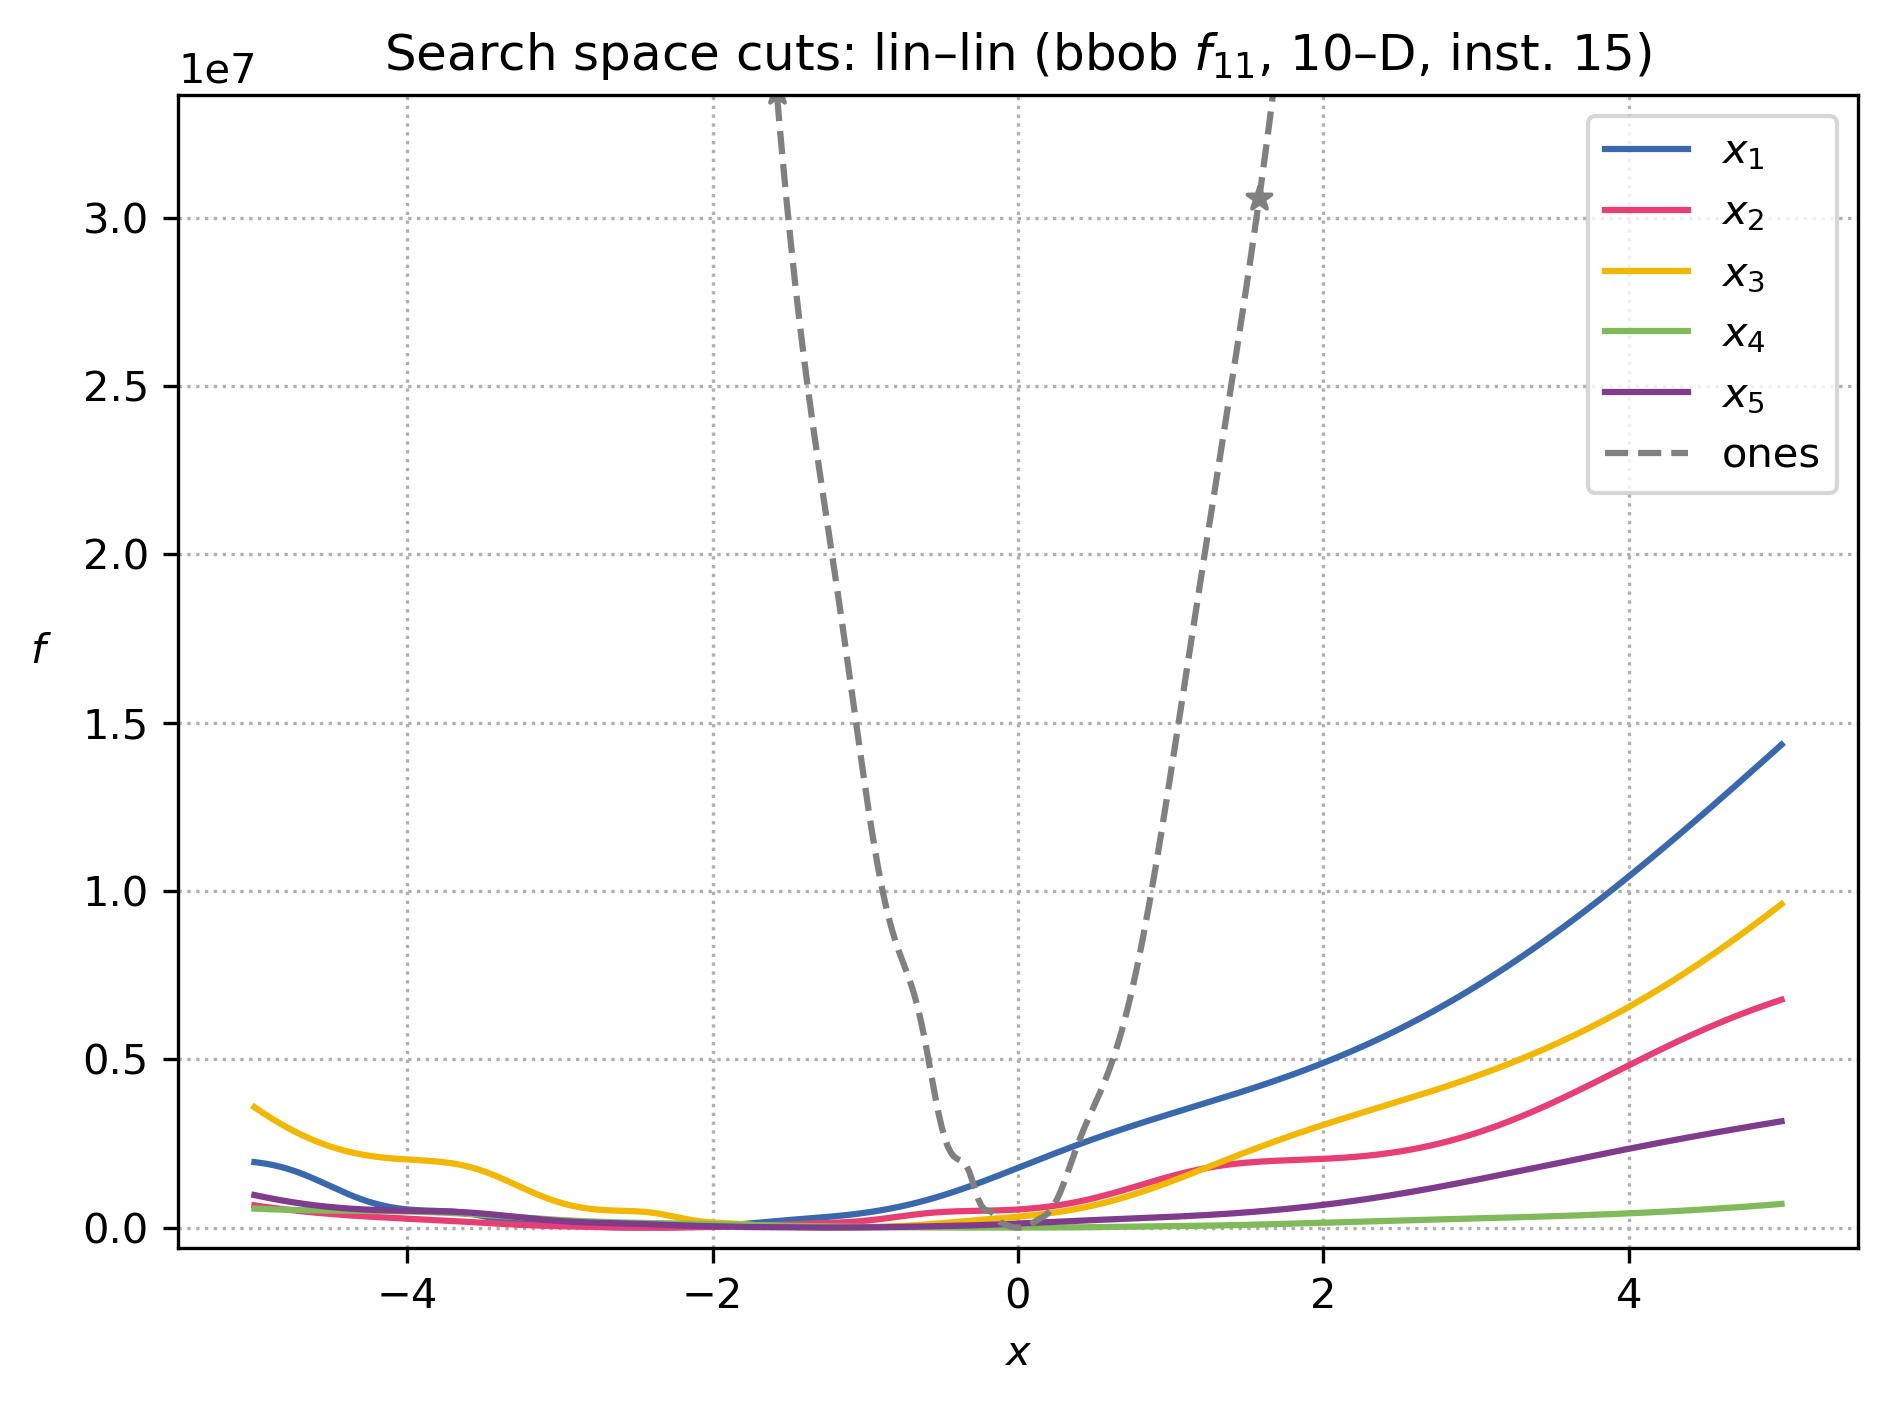 Search space cuts: lin–lin (bbob f₁₁, 10–D, inst. 15)
1e7
3.0
2.5
2.0
1.5
1.0
0.5
0.0
f
−4
−2
0
2
4
x
x₁
x₂
x₃
x₄
x₅
ones